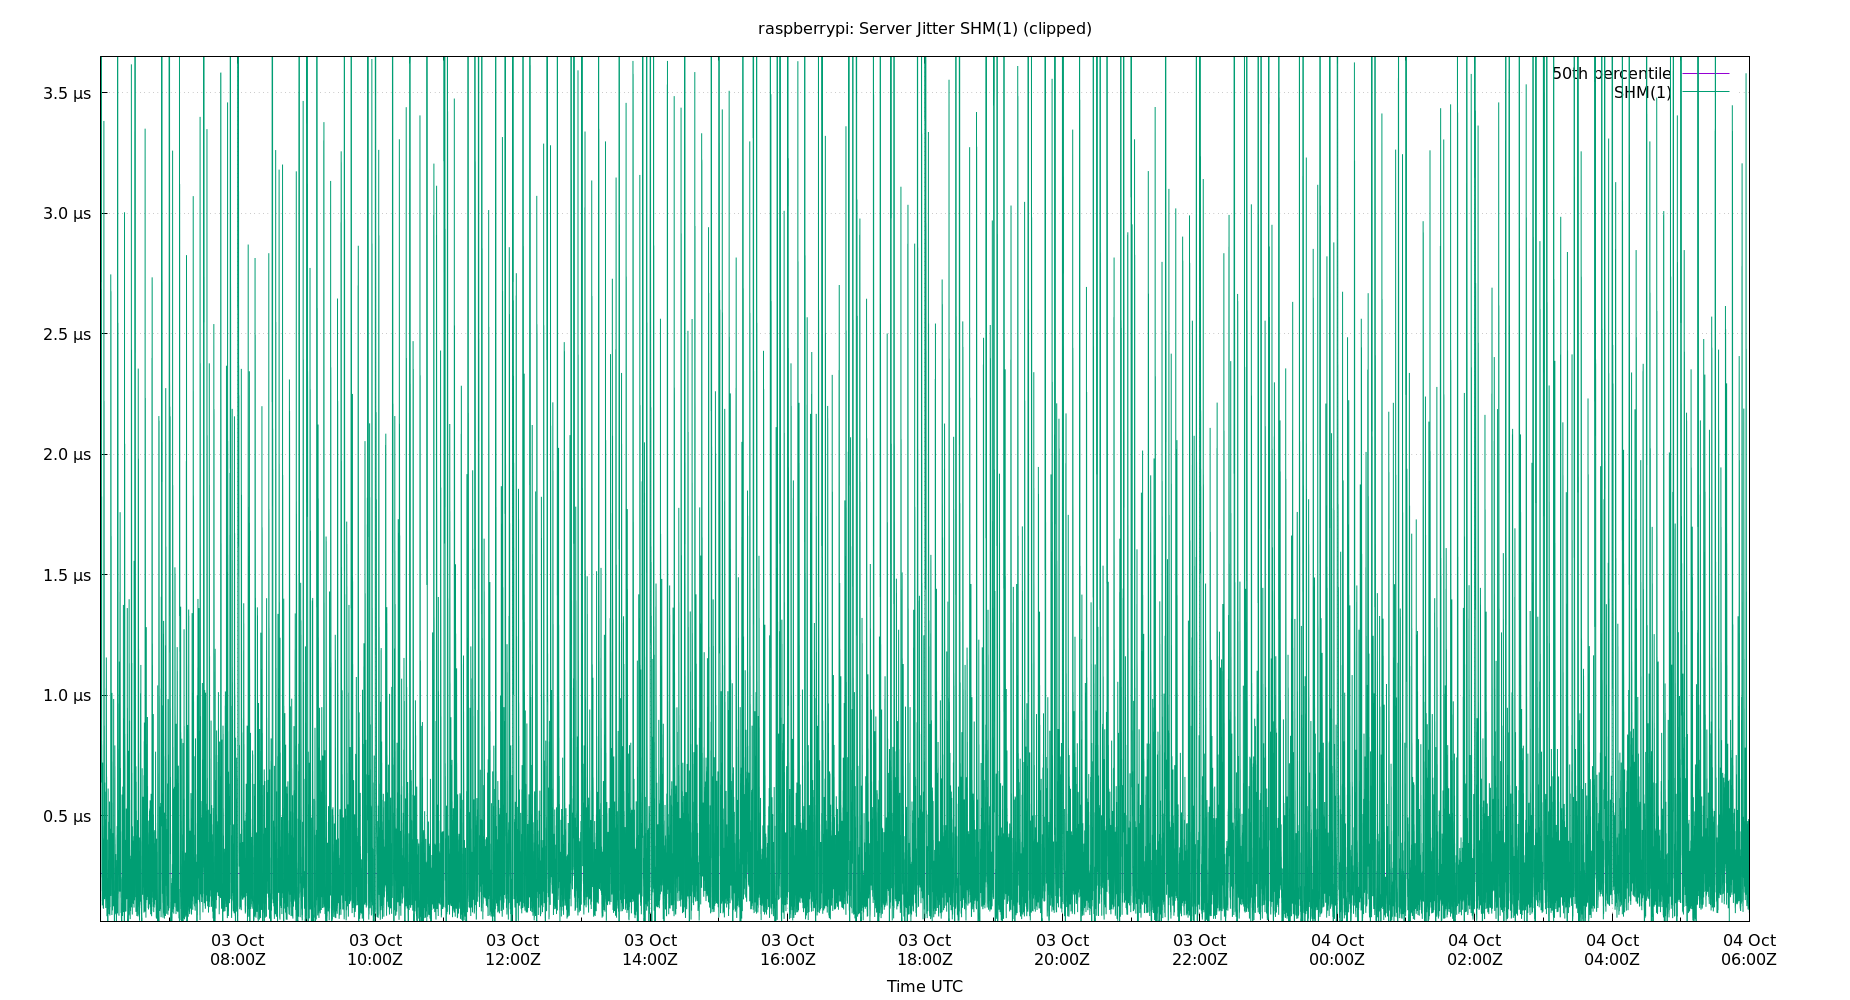 raspberrypi: Server Jitter SHM(1) (clipped)
50th percentile
SHM(1)
3.5 µs
3.0 µs
2.5 µs
2.0 µs
1.5 µs
1.0 µs
0.5 µs
03 Oct 03 Oct 03 Oct 03 Oct 03 Oct 03 Oct 03 Oct 03 Oct 04 Oct 04 Oct 04 Oct 04 Oct
08:00Z 10:00Z 12:00Z 14:00Z 16:00Z 18:00Z 20:00Z 22:00Z 00:00Z 02:00Z 04:00Z 06:00Z
Time UTC